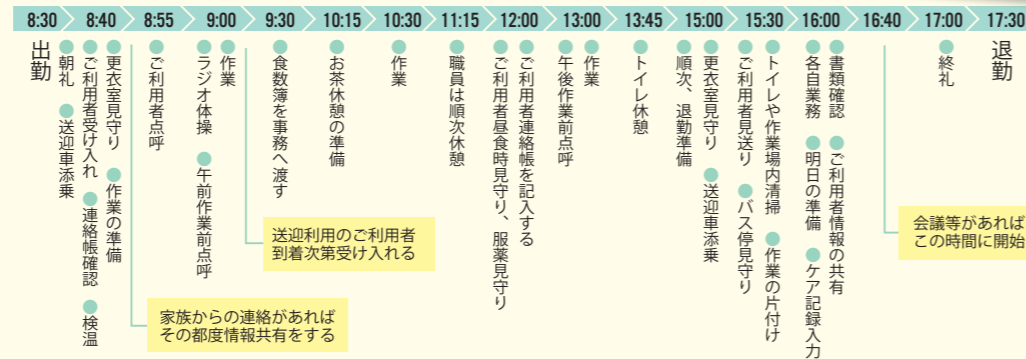 8:30 8:40 8:55 9:00 9:30 10:15 10:30 11:15 12:00 13:00 13:45 15:00 15:30 16:00 16:40 17:00 17:30
出勤
●朝礼 ●送迎車添乗
●ご利用者受け入れ ●連絡帳確認 ●検温
●更衣室見守り ●作業の準備
●ご利用者点呼
●ラジオ体操 ●午前作業前点呼
●作業
●食数簿を事務へ渡す
●お茶休憩の準備
●作業
●職員は順次休憩
●ご利用者昼食時見守り、服薬見守り
●ご利用者連絡帳を記入する
●午後作業前点呼
●作業
●トイレ休憩
●順次、退勤準備
●更衣室見守り ●送迎車添乗
●ご利用者見送り ●バス停見守り
●トイレや作業場内清掃 ●作業の片付け
●各自業務 ●明日の準備 ●ケア記録入力
●書類確認 ●ご利用者情報の共有
●終礼
退勤
家族からの連絡があれば
その都度情報共有をする
送迎利用のご利用者
到着次第受け入れる
会議等があれば
この時間に開始